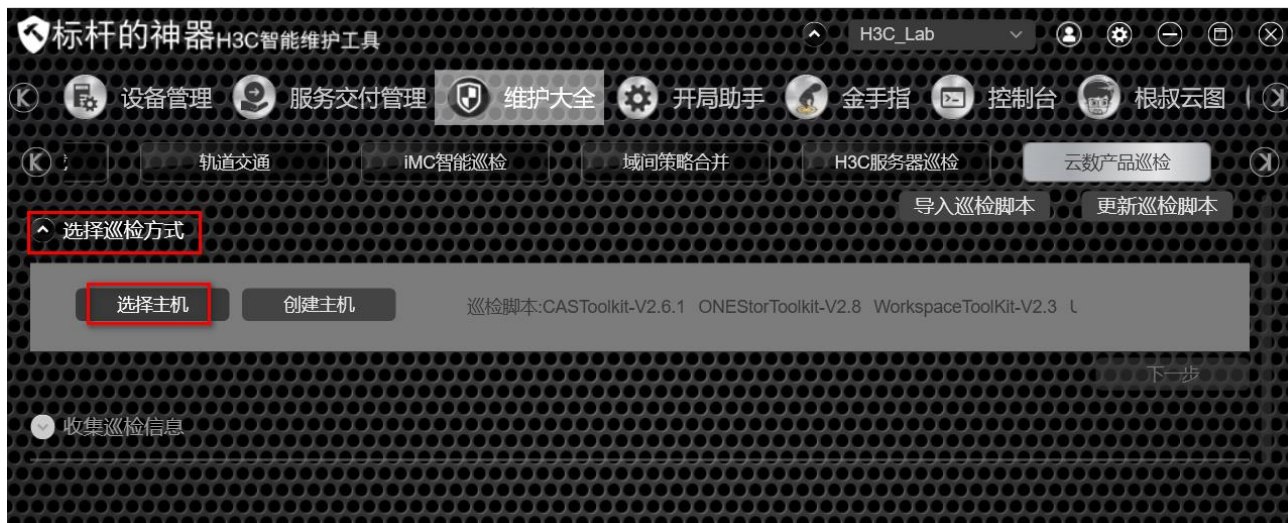 标杆的神器H3C智能维护工具
H3C_Lab
设备管理 服务交付管理 维护大全 开局助手 金手指 控制台 根叔云图
轨道交通 iMC智能巡检 域间策略合并 H3C服务器巡检 云数产品巡检
导入巡检脚本 更新巡检脚本
选择巡检方式
选择主机 创建主机 巡检脚本:CASToolkit-V2.6.1 ONEStorToolkit-V2.8 WorkspaceToolKit-V2.3
下一步
收集巡检信息